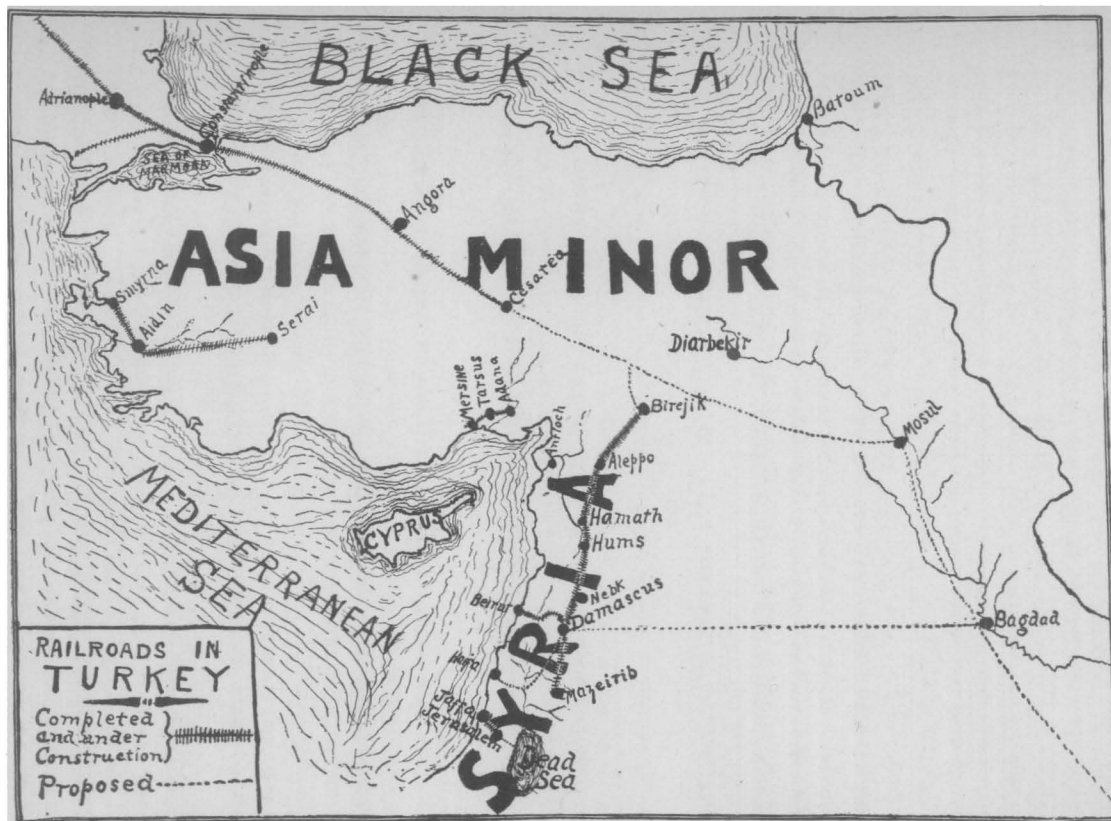 BLACK SEA
Adrianople
Constantinople
SEA OF
MARMORA
Batoum
Angora
ASIA MINOR
Cesarea
Smyrna
Aidin
Serai
Diarbekir
Mersine
Tarsus
Adana
Birejik
Mosul
Antioch
Aleppo
MEDITERRANEAN
SEA
CYPRUS
Hamath
Hums
SYRIA
Nebk
Beirut
Damascus
Bagdad
Mazeirib
Jaffa
Jerusalem
Dead
Sea
RAILROADS IN
TURKEY
Completed
and under
Construction
Proposed